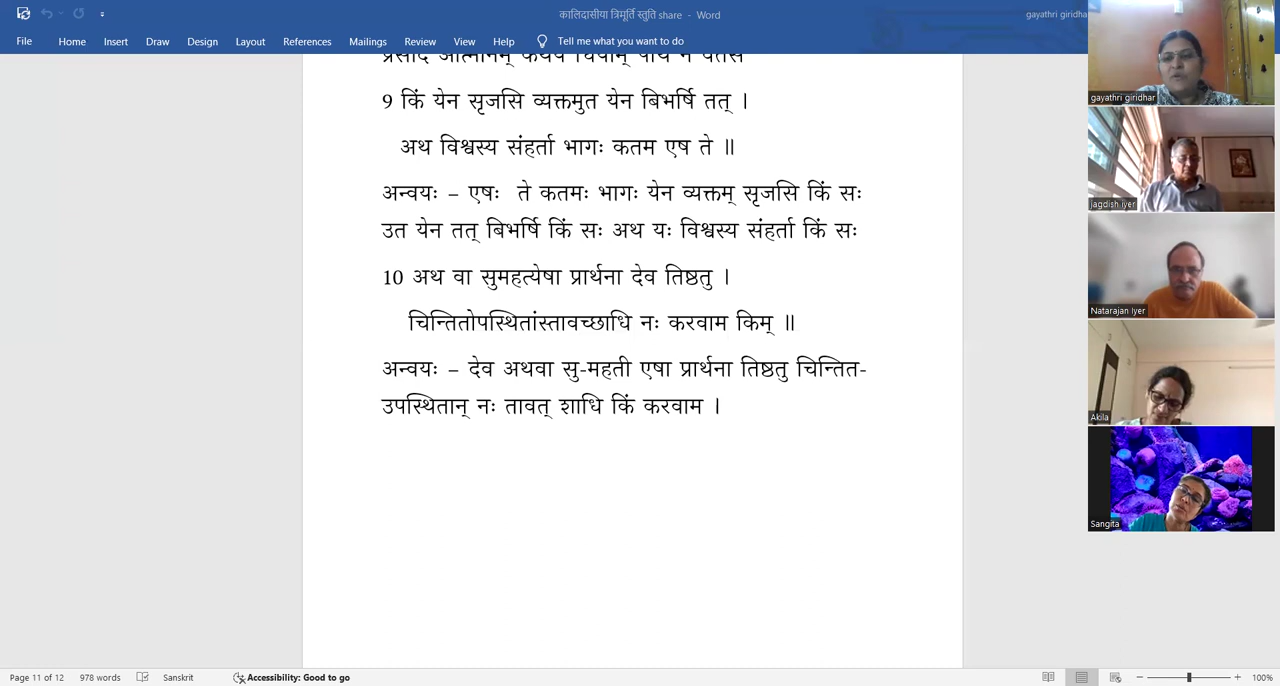 कालिदासीया त्रिमूर्ति स्तुति share - Word
gayathri giridha
File Home Insert Draw Design Layout References Mailings Review View Help Tell me what you want to do
9 किं येन सृजसि व्यक्तमुत येन बिभर्षि तत् ।
अथ विश्वस्य संहर्ता भागः कतम एष ते ॥
अन्वयः – एषः ते कतमः भागः येन व्यक्तम् सृजसि किं सः
उत येन तत् बिभर्षि किं सः अथ यः विश्वस्य संहर्ता किं सः
10 अथ वा सुमहत्येषा प्रार्थना देव तिष्ठतु ।
चिन्तितोपस्थितांस्तावच्छाधि नः करवाम किम् ॥
अन्वयः – देव अथवा सु-महती एषा प्रार्थना तिष्ठतु चिन्तित-
उपस्थितान् नः तावत् शाधि किं करवाम ।
gayathri giridhar
jagdish iyer
Natarajan Iyer
Akila
Sangita
Page 11 of 12 978 words Sanskrit Accessibility: Good to go 100%